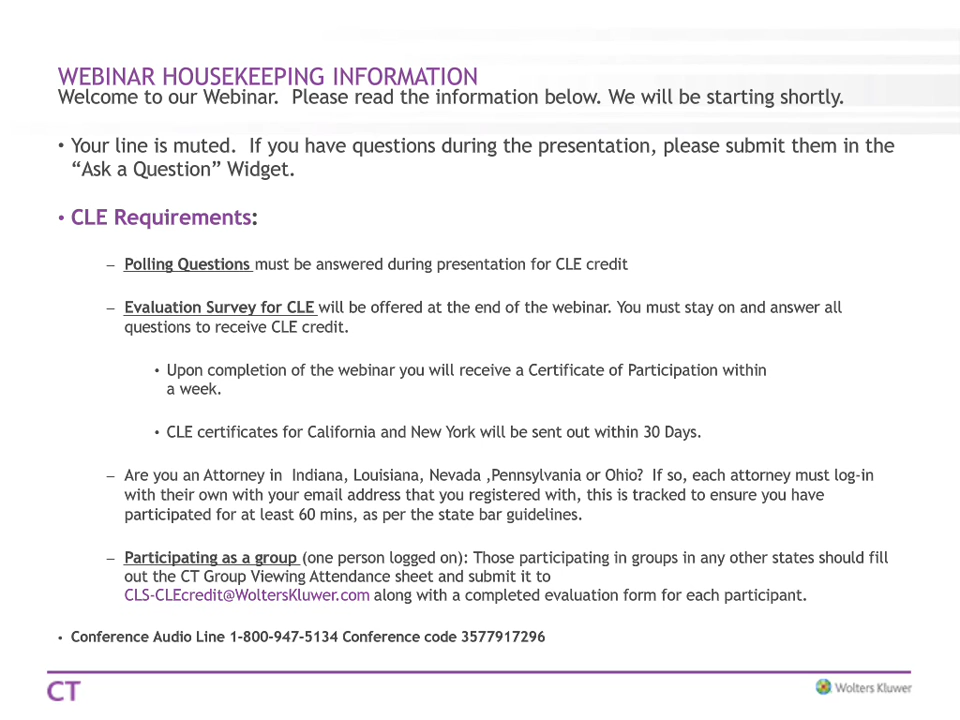 WEBINAR HOUSEKEEPING INFORMATION
Welcome to our Webinar.  Please read the information below. We will be starting shortly.
• Your line is muted.  If you have questions during the presentation, please submit them in the
“Ask a Question” Widget.
• CLE Requirements:
– Polling Questions must be answered during presentation for CLE credit
– Evaluation Survey for CLE will be offered at the end of the webinar. You must stay on and answer all
questions to receive CLE credit.
• Upon completion of the webinar you will receive a Certificate of Participation within
a week.
• CLE certificates for California and New York will be sent out within 30 Days.
– Are you an Attorney in  Indiana, Louisiana, Nevada ,Pennsylvania or Ohio?  If so, each attorney must log-in
with their own with your email address that you registered with, this is tracked to ensure you have
participated for at least 60 mins, as per the state bar guidelines.
– Participating as a group (one person logged on): Those participating in groups in any other states should fill
out the CT Group Viewing Attendance sheet and submit it to
CLS-CLEcredit@WoltersKluwer.com along with a completed evaluation form for each participant.
• Conference Audio Line 1-800-947-5134 Conference code 3577917296
CT
Wolters Kluwer